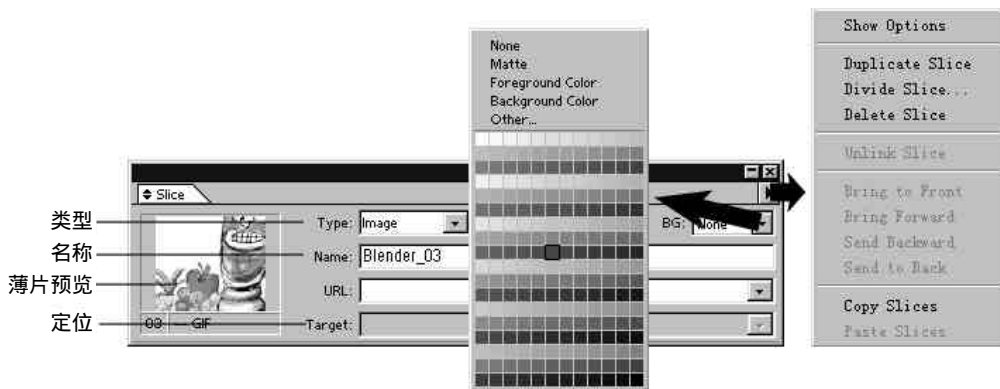 None
Matte
Foreground Color
Background Color
Other...
Show Options
Duplicate Slice
Divide Slice...
Delete Slice
Unlink Slice
Bring to Front
Bring Forward
Send Backward
Send to Back
Copy Slices
Paste Slices
Slice
类型
Type: Image
BG: None
名称
Name: Blender_03
薄片预览
URL:
定位
03 — GIF
Target: